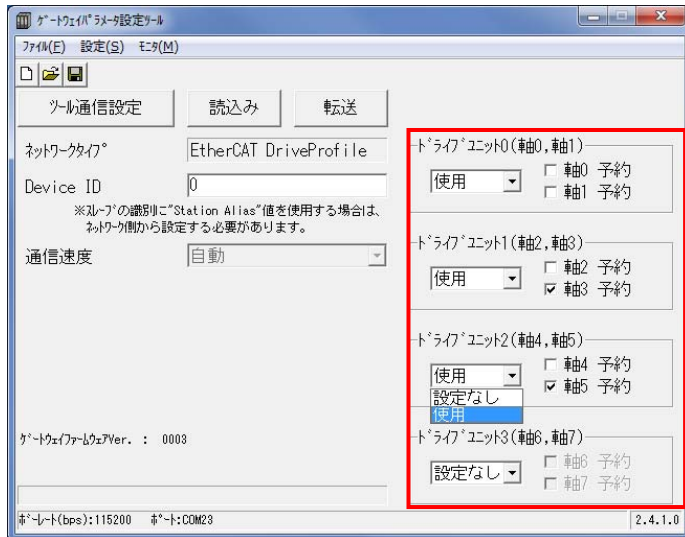 ゲートウェイパラメータ設定ツール
ファイル(F) 設定(S) モニタ(M)
ツール通信設定 読込み 転送
ネットワークタイプ EtherCAT DriveProfile
Device ID 0
※スレーブの識別に"Station Alias"値を使用する場合は、
ネットワーク側から設定する必要があります。
通信速度 自動
ゲートウェイファームウェアVer. : 0003
ドライブユニット0(軸0,軸1)
使用
軸0 予約
軸1 予約
ドライブユニット1(軸2,軸3)
使用
軸2 予約
軸3 予約
ドライブユニット2(軸4,軸5)
使用
軸4 予約
軸5 予約
設定なし
使用
ドライブユニット3(軸6,軸7)
設定なし
軸6 予約
軸7 予約
ボーレート(bps):115200 ポート:COM23 2.4.1.0